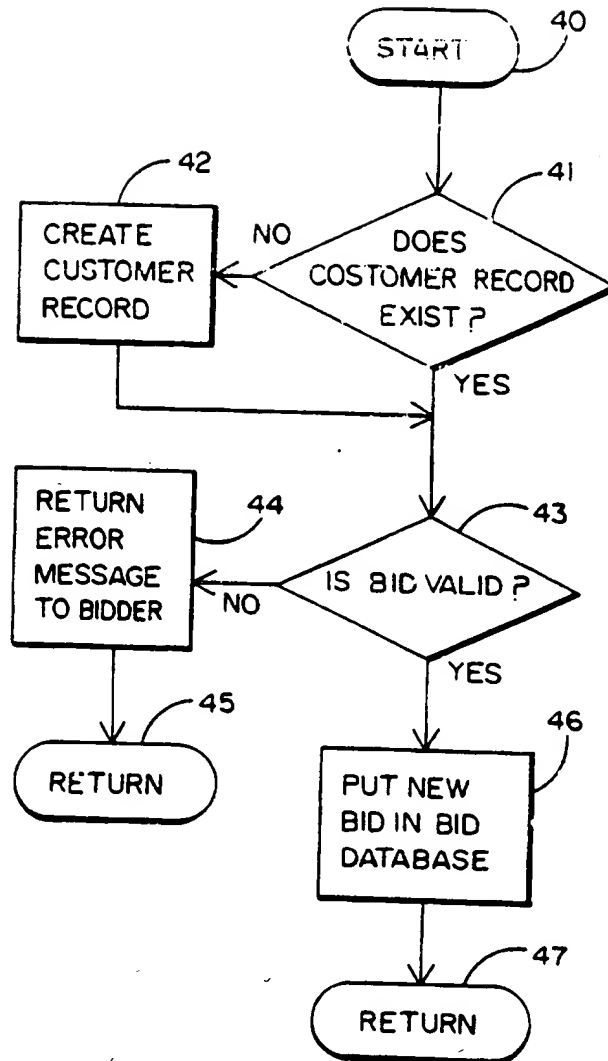 START
40
42
41
CREATE
CUSTOMER
RECORD
NO
DOES
COSTOMER RECORD
EXIST?
YES
RETURN
ERROR
MESSAGE
TO BIDDER
44
43
IS BID VALID?
NO
YES
45
RETURN
46
PUT NEW
BID IN BID
DATABASE
47
RETURN